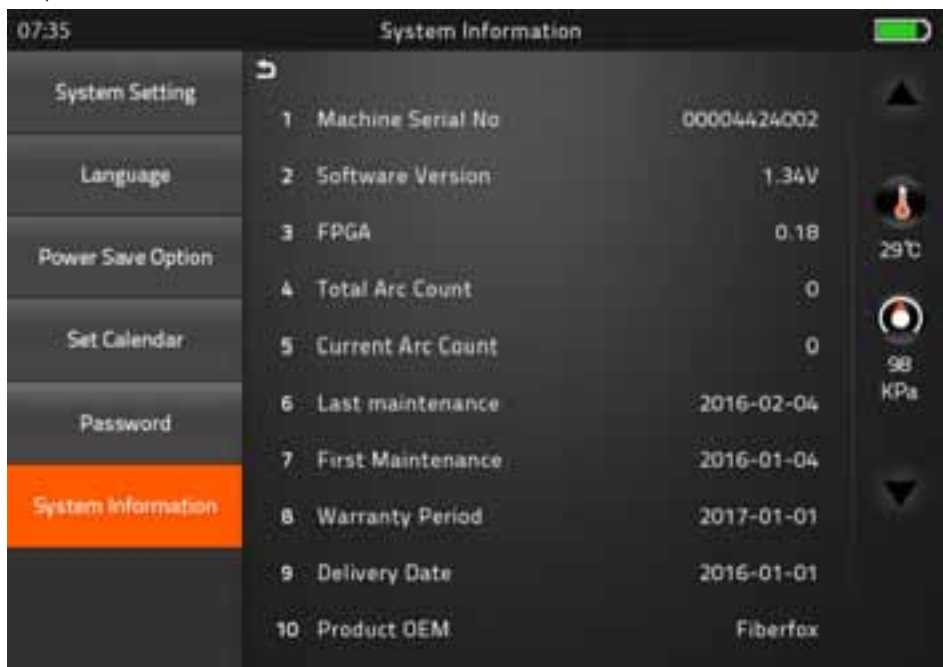 07:35 System Information
System Setting
Language
Power Save Option
Set Calendar
Password
System Information
1 Machine Serial No 00004424002
2 Software Version 1.34V
3 FPGA 0.18
4 Total Arc Count 0
5 Current Arc Count 0
6 Last maintenance 2016-02-04
7 First Maintenance 2016-01-04
8 Warranty Period 2017-01-01
9 Delivery Date 2016-01-01
10 Product OEM Fiberfox
29℃
98
KPa